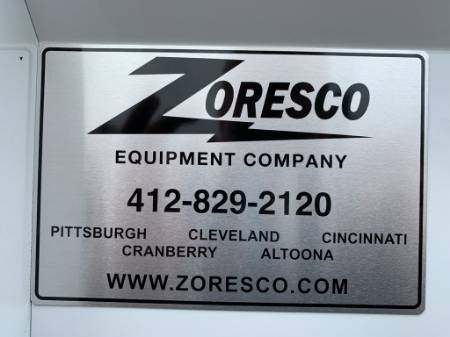 ZORESCO
EQUIPMENT COMPANY
412-829-2120
PITTSBURGH CLEVELAND CINCINNATI
CRANBERRY ALTOONA
WWW.ZORESCO.COM